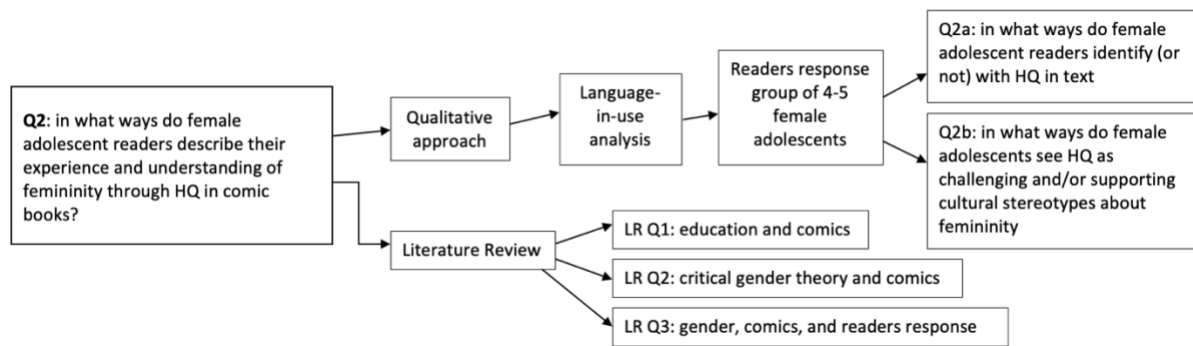 Q2: in what ways do female
adolescent readers describe their
experience and understanding of
femininity through HQ in comic
books?
Qualitative
approach
Language-
in-use
analysis
Readers response
group of 4-5
female
adolescents
Q2a: in what ways do female
adolescent readers identify (or
not) with HQ in text
Q2b: in what ways do female
adolescents see HQ as
challenging and/or supporting
cultural stereotypes about
femininity
Literature Review
LR Q1: education and comics
LR Q2: critical gender theory and comics
LR Q3: gender, comics, and readers response